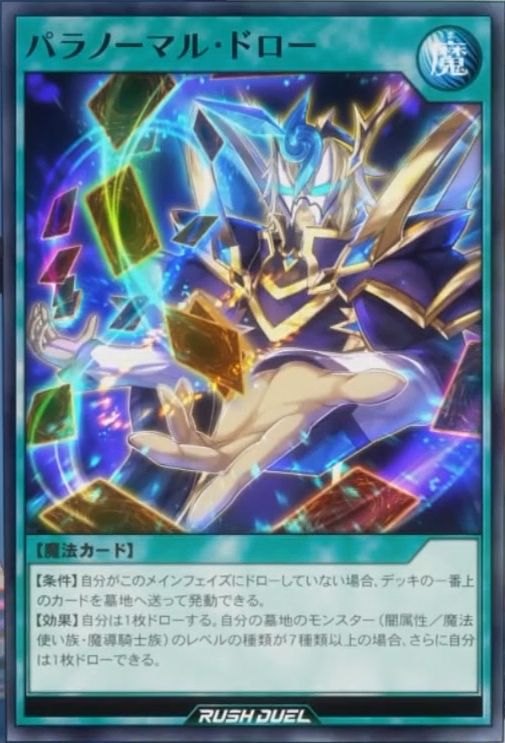 パラノーマル・ドロー
魔
【魔法カード】
【条件】自分がこのメインフェイズにドローしていない場合、デッキの一番上
のカードを墓地へ送って発動できる。
【効果】自分は1枚ドローする。自分の墓地のモンスター（闇属性／魔法
使い族・魔導騎士族）のレベルの種類が7種類以上の場合、さらに自分
は1枚ドローできる。
RUSH DUEL